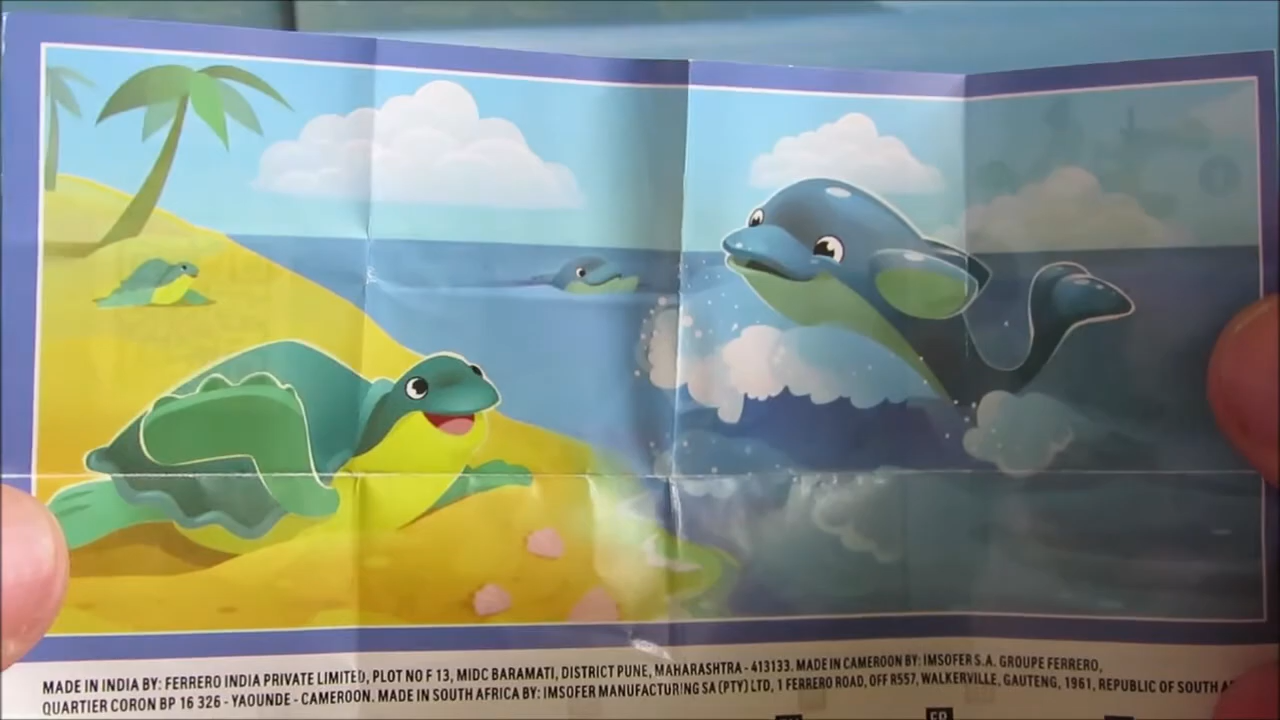 MADE IN INDIA BY: FERRERO INDIA PRIVATE LIMITED, PLOT NO F 13, MIDC BARAMATI, DISTRICT PUNE, MAHARASHTRA - 413133. MADE IN CAMEROON BY: IMSOFER S.A. GROUPE FERRERO,
QUARTIER CORON BP 16 326 - YAOUNDE - CAMEROON. MADE IN SOUTH AFRICA BY: IMSOFER MANUFACTURING SA (PTY) LTD, 1 FERRERO ROAD, OFF R557, WALKERVILLE, GAUTENG, 1961, REPUBLIC OF SOUTH A